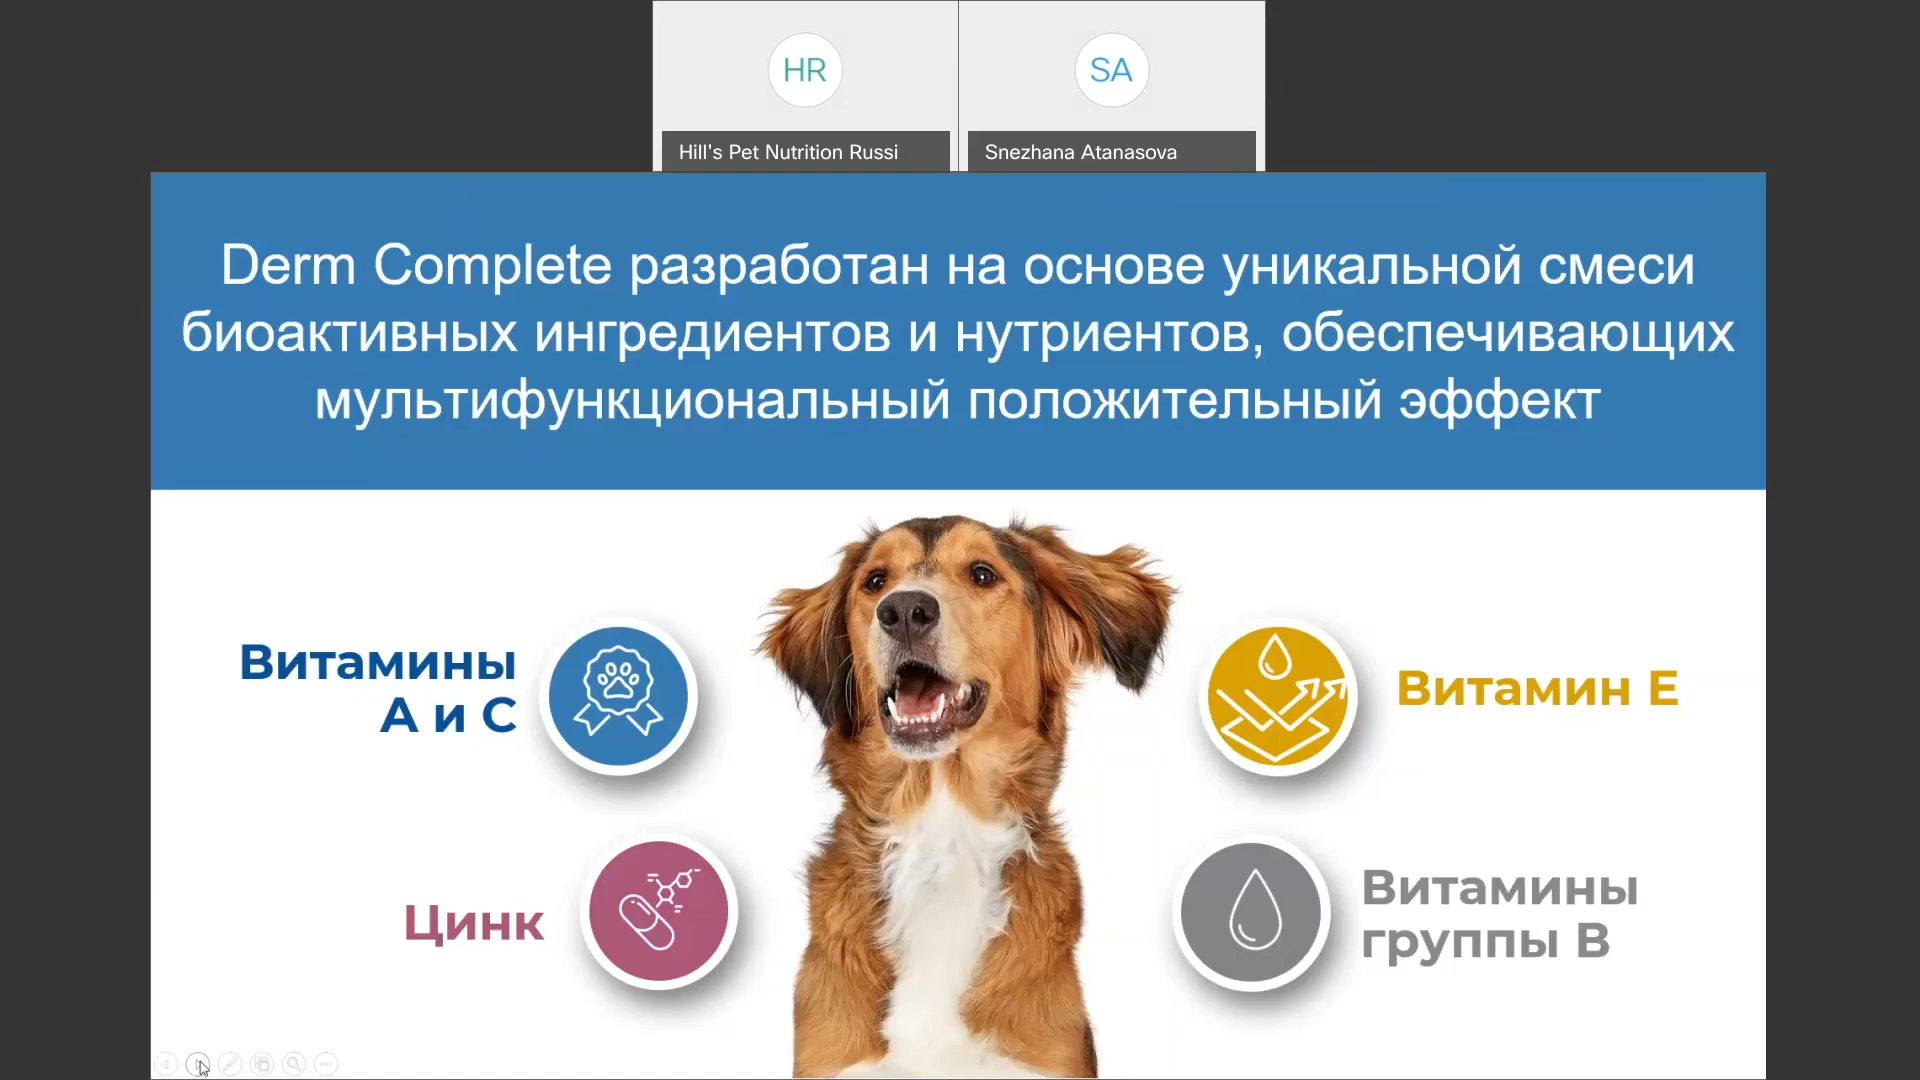 HR
SA
Hill's Pet Nutrition Russi
Snezhana Atanasova
Derm Complete разработан на основе уникальной смеси
биоактивных ингредиентов и нутриентов, обеспечивающих
мультифункциональный положительный эффект
Витамины
А и С
Витамин Е
Цинк
Витамины
группы В